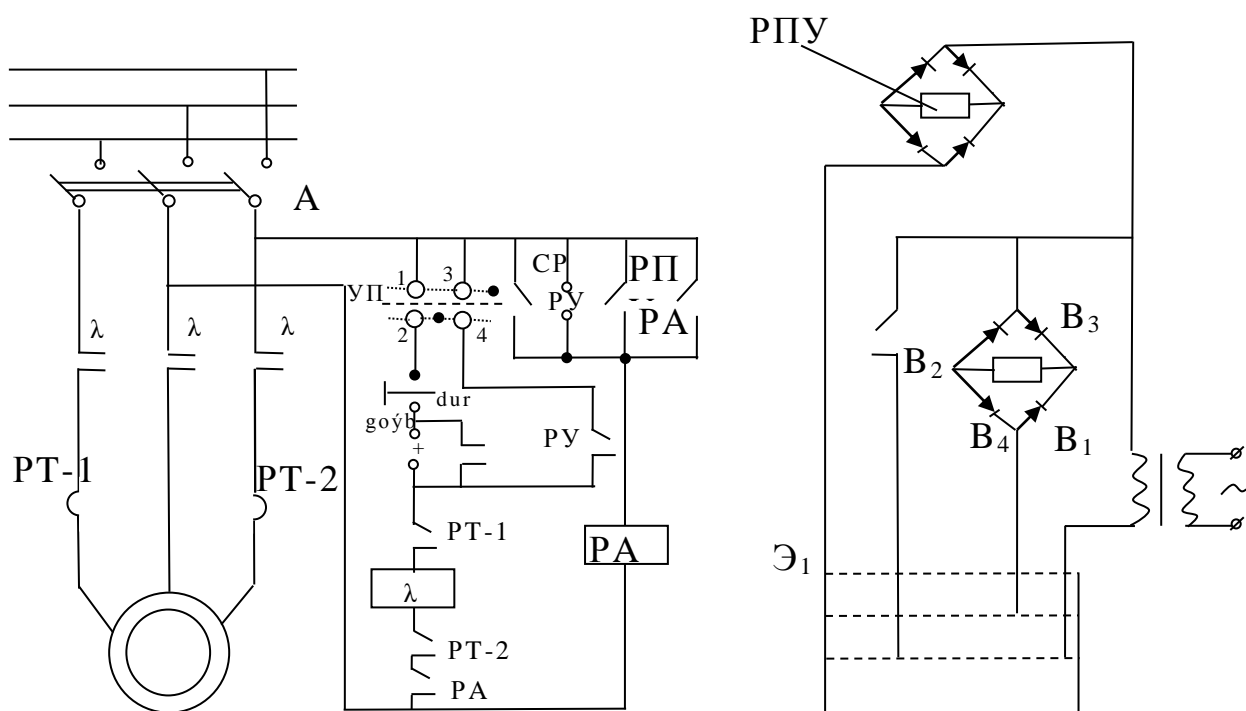 РПУ
А
СР
РП
1
3
УП
РУ
РА
2
4
λ
λ
λ
В3
В2
dur
goýb
+
РУ
В4
В1
РТ-1
РТ-2
РТ-1
РА
Э1
λ
РТ-2
РА